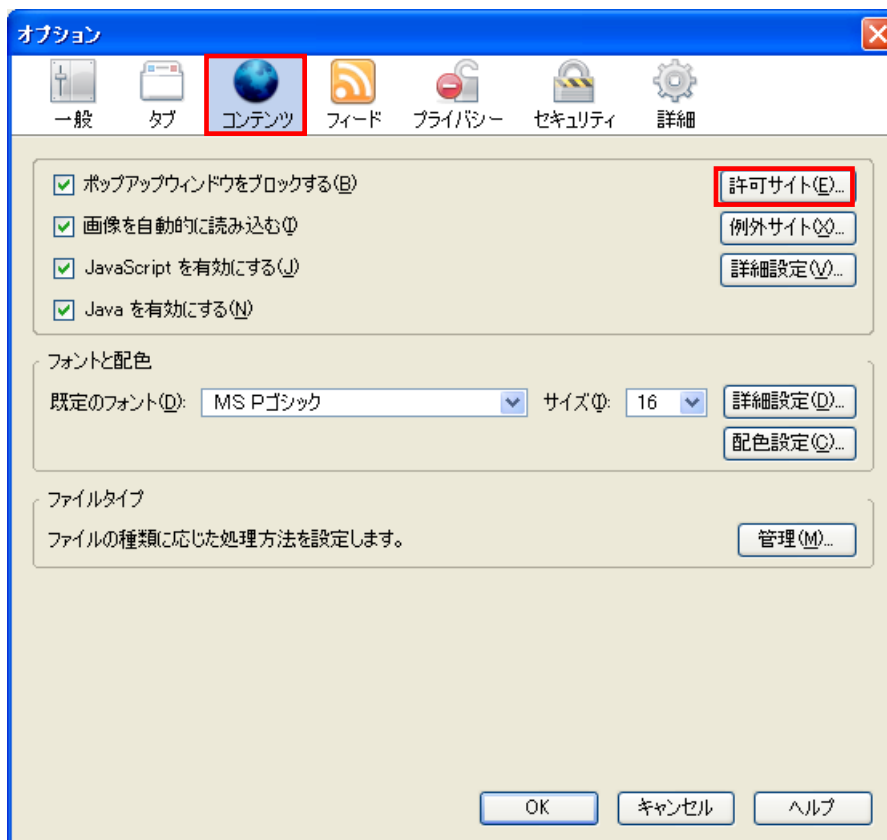 オプション
一般 タブ コンテンツ フィード プライバシー セキュリティ 詳細
ポップアップウィンドウをブロックする(B) 許可サイト(E)...
画像を自動的に読み込む(I) 例外サイト(X)...
JavaScript を有効にする(J) 詳細設定(V)...
Java を有効にする(N)
フォントと配色
既定のフォント(D): MS Pゴシック サイズ(I): 16 詳細設定(D)...
配色設定(C)...
ファイルタイプ
ファイルの種類に応じた処理方法を設定します。 管理(M)...
OK キャンセル ヘルプ